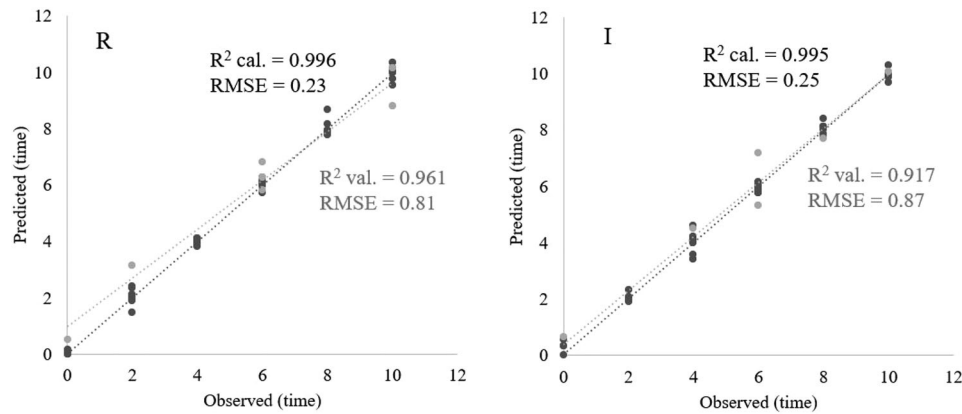 R
R² cal. = 0.996
RMSE = 0.23
R² val. = 0.961
RMSE = 0.81
12
10
8
6
4
2
0
Predicted (time)
0 2 4 6 8 10 12
Observed (time)
I
R² cal. = 0.995
RMSE = 0.25
R² val. = 0.917
RMSE = 0.87
12
10
8
6
4
2
0
Predicted (time)
0 2 4 6 8 10 12
Observed (time)